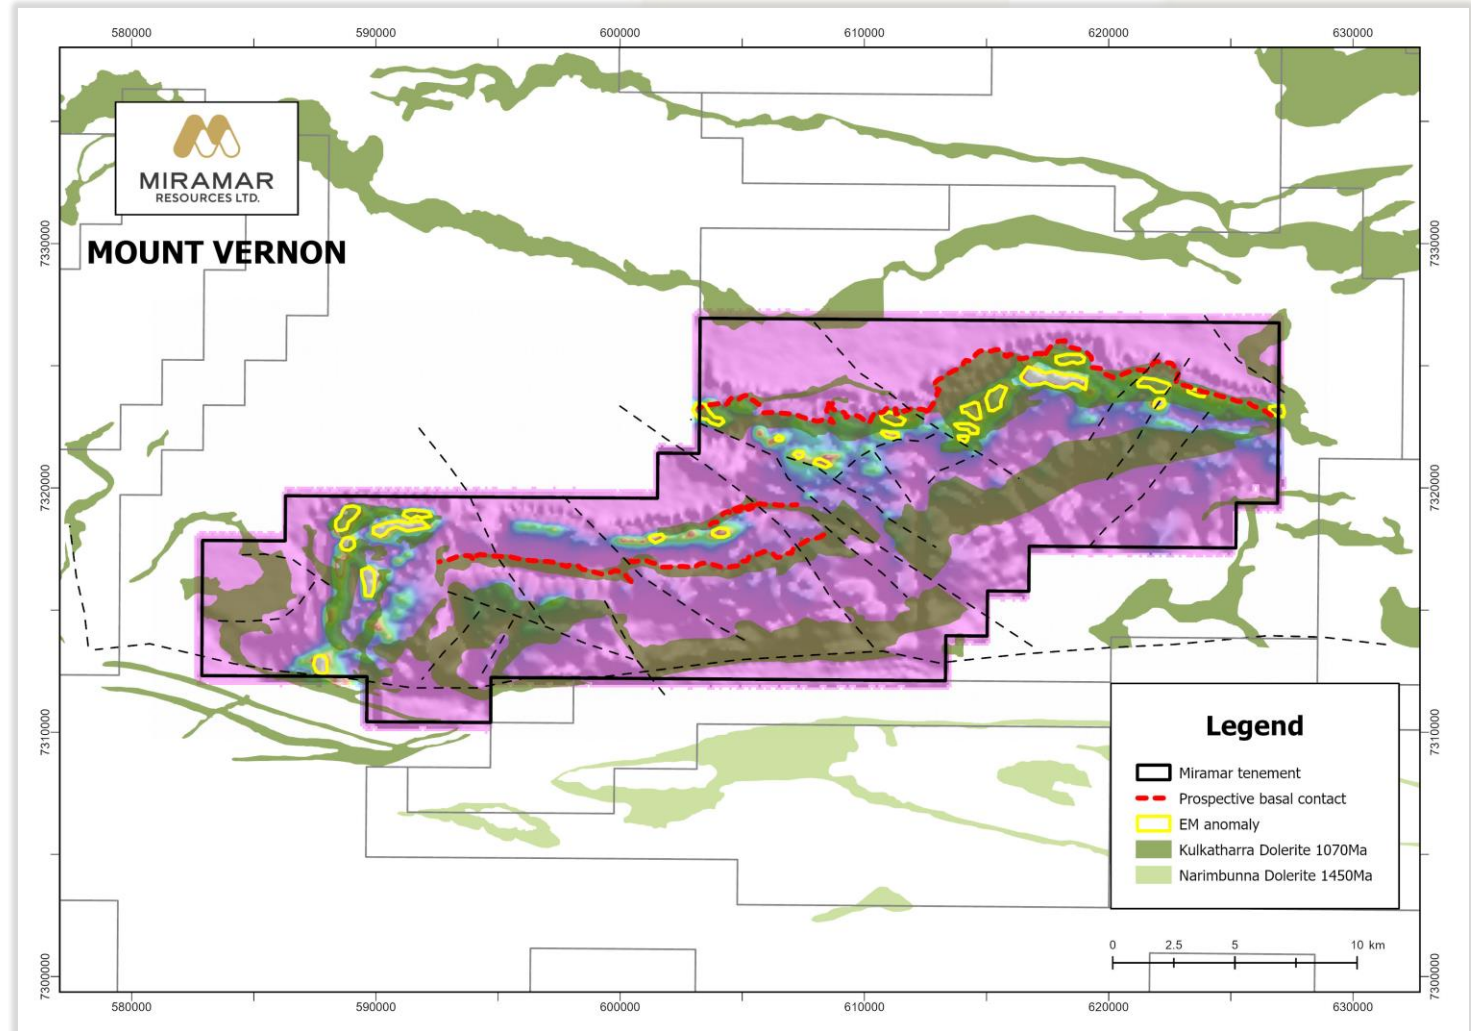 580000 590000 600000 610000 620000 630000
MIRAMAR
RESOURCES LTD.
MOUNT VERNON
7330000
7330000
7320000
7320000
7310000
7310000
Legend
Miramar tenement
Prospective basal contact
EM anomaly
Kulkatharra Dolerite 1070Ma
Narimbunna Dolerite 1450Ma
0 2.5 5 10 km
7300000
7300000
580000 590000 600000 610000 620000 630000